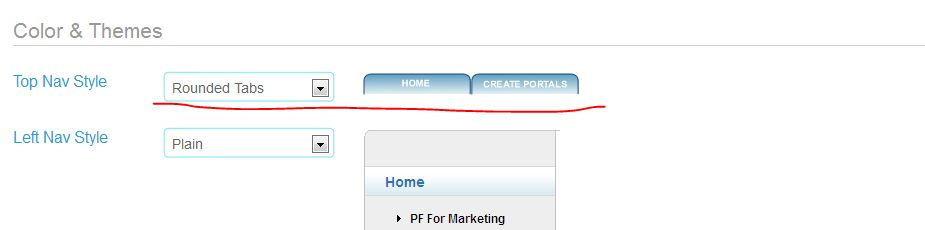 Color & Themes
Top Nav Style Rounded Tabs HOME CREATE PORTALS
Left Nav Style Plain
Home
PF For Marketing